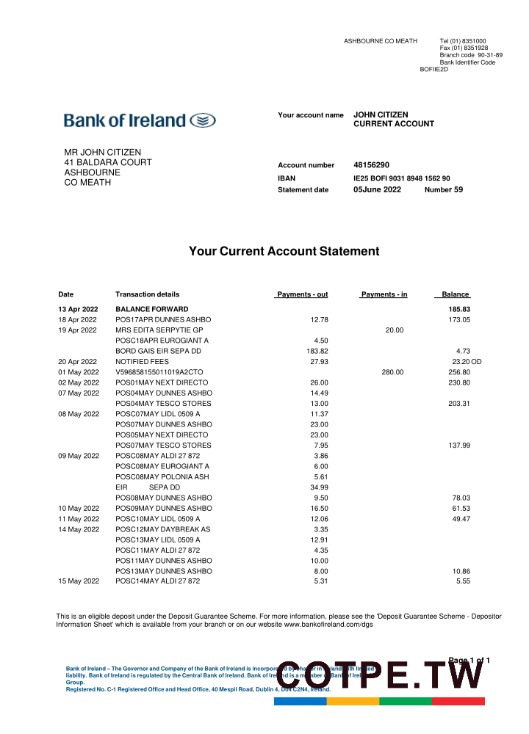 ASHBOURNE CO MEATH Tel (01) 8351000
Fax (01) 8351928
Branch code 90-31-89
Bank Identifier Code
BOFIIE2D
Bank of Ireland
Your account name JOHN CITIZEN
CURRENT ACCOUNT
MR JOHN CITIZEN
41 BALDARA COURT
ASHBOURNE
CO MEATH
Account number 48156290
IBAN IE25 BOFI 9031 8948 1562 90
Statement date 05June 2022 Number 59
Your Current Account Statement
Date Transaction details Payments - out Payments - in Balance
13 Apr 2022 BALANCE FORWARD 185.83
18 Apr 2022 POS17APR DUNNES ASHBO 12.78 173.05
19 Apr 2022 MRS EDITA SERPYTIE GP 20.00
POSC16APR EUROGIANT A 4.50
BORD GAIS EIR SEPA DD 183.82 4.73
20 Apr 2022 NOTIFIED FEES 27.93 23.20 OD
01 May 2022 V596858155011019A2CTO 280.00 256.80
02 May 2022 POS01MAY NEXT DIRECTO 26.00 230.80
07 May 2022 POS04MAY DUNNES ASHBO 14.49
POS04MAY TESCO STORES 13.00 203.31
08 May 2022 POSC07MAY LIDL 0509 A 11.37
POS07MAY DUNNES ASHBO 23.00
POS05MAY NEXT DIRECTO 23.00
POS07MAY TESCO STORES 7.95 137.99
09 May 2022 POSC08MAY ALDI 27 872 3.86
POSC08MAY EUROGIANT A 6.00
POSC08MAY POLONIA ASH 5.61
EIR SEPA DD 34.99
POS08MAY DUNNES ASHBO 9.50 78.03
10 May 2022 POS09MAY DUNNES ASHBO 16.50 61.53
11 May 2022 POSC10MAY LIDL 0509 A 12.06 49.47
14 May 2022 POSC12MAY DAYBREAK AS 3.35
POSC13MAY LIDL 0509 A 12.91
POSC11MAY ALDI 27 872 4.35
POS11MAY DUNNES ASHBO 10.00
POS13MAY DUNNES ASHBO 8.00 10.86
15 May 2022 POSC14MAY ALDI 27 872 5.31 5.55
This is an eligible deposit under the Deposit Guarantee Scheme. For more information, please see the 'Deposit Guarantee Scheme - Depositor
Information Sheet' which is available from your branch or on our website www.bankofireland.com/dgs
Page 1 of 1
Bank of Ireland – The Governor and Company of the Bank of Ireland is incorporated by charter in Ireland with limited
liability. Bank of Ireland is regulated by the Central Bank of Ireland. Bank of Ireland is a member of Bank of Ireland
Group.
Registered No. C-1 Registered Office and Head Office, 40 Mespil Road, Dublin 4, D04 C2N4, Ireland.
COTPE.TW